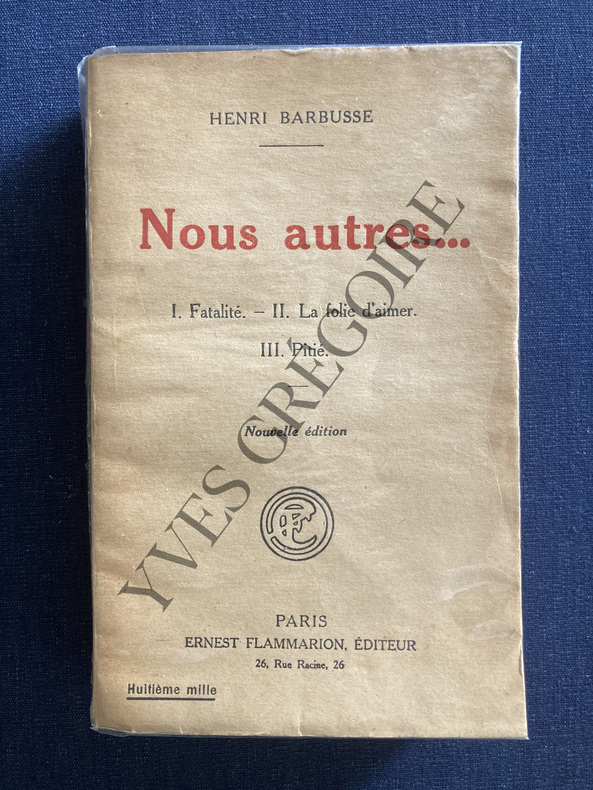 HENRI BARBUSSE
Nous autres...
I. Fatalité. – II. La folie d'aimer.
III. Pitié.
Nouvelle édition
YVES GRÉGOIRE
PARIS
ERNEST FLAMMARION, ÉDITEUR
26, Rue Racine, 26
Huitième mille